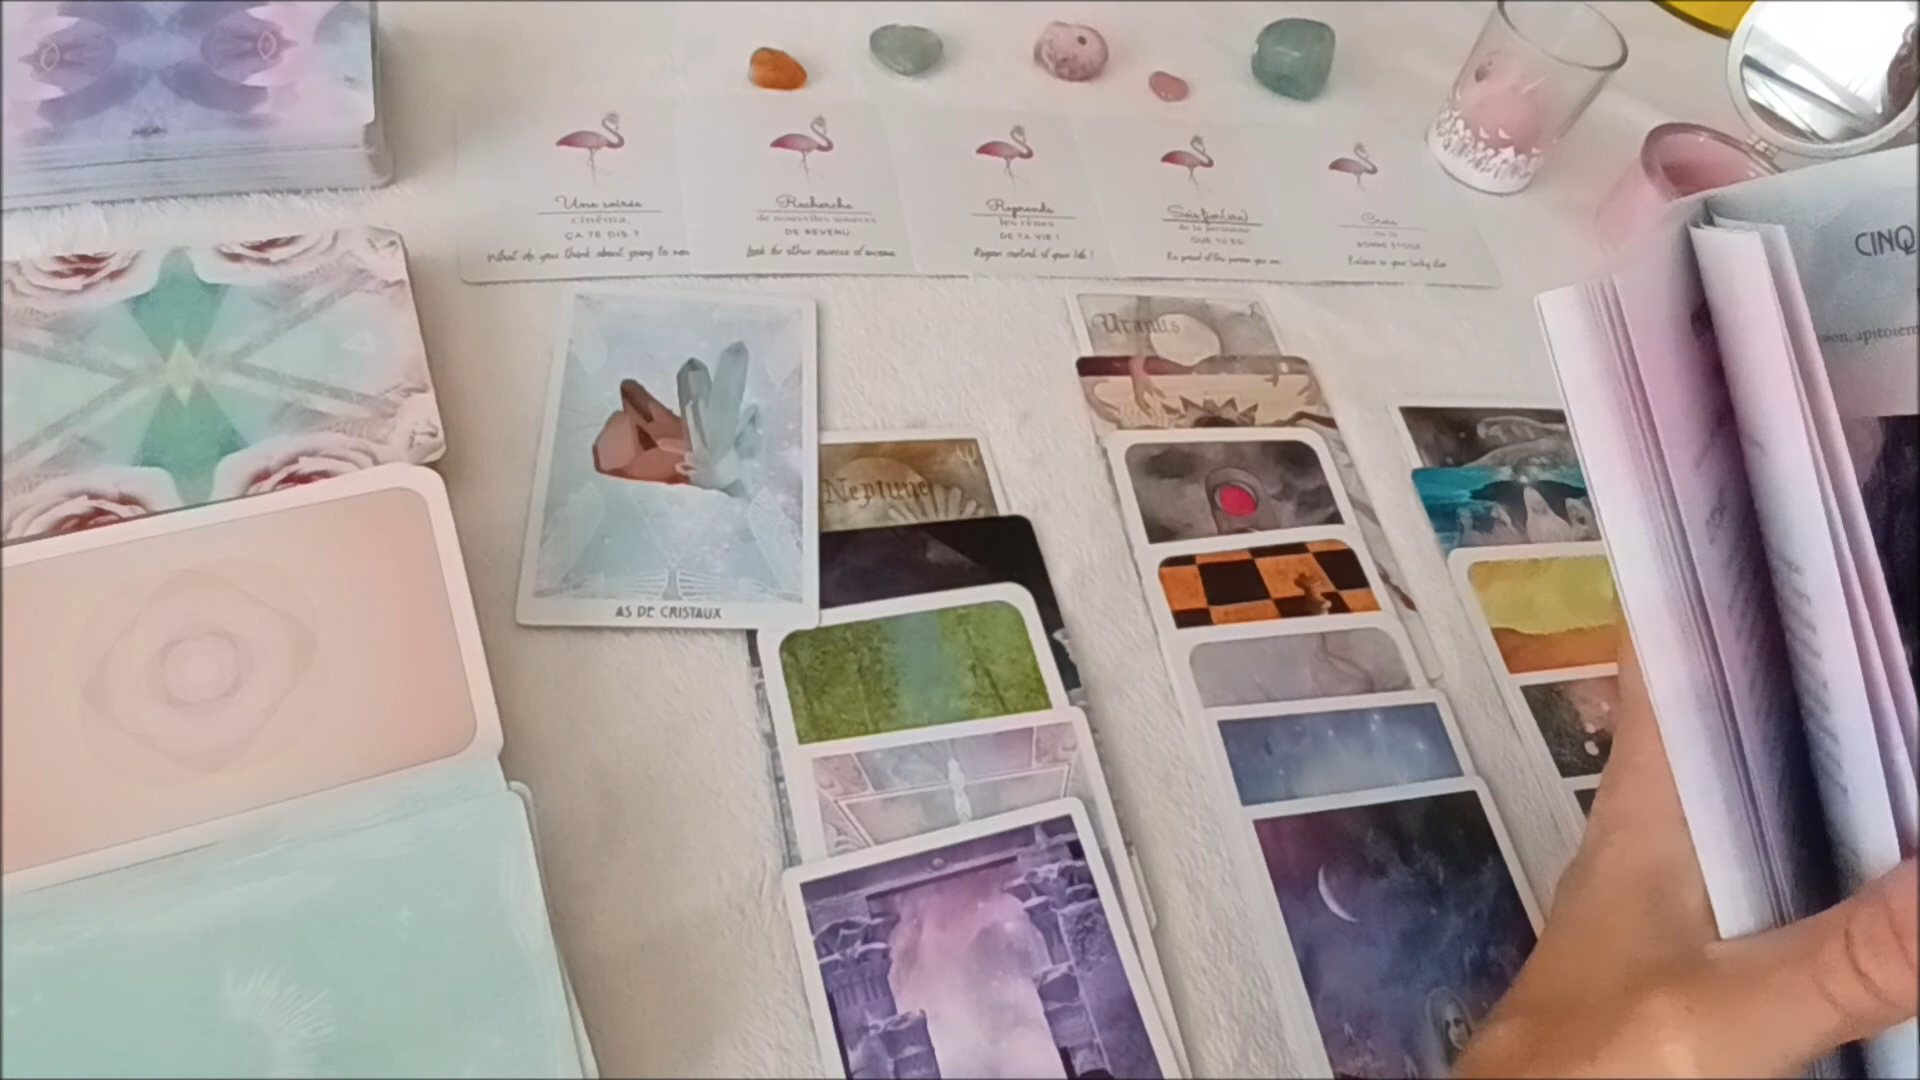 Une soirée
cinéma,
ÇA TE DIS ?
What do you think about going to
Recherche
de nouvelles sources
DE REVENU
Look for other sources of income
Reprends
les rênes
DE TA VIE !
Regain control of your life !
Sois fier(ère)
de la personne
QUE TU ES
Be proud of the person you are
Crois
en ta
BONNE ÉTOILE
Believe in your lucky star
CINQ
apitoiem
Uranus
Neptune
AS DE CRISTAUX